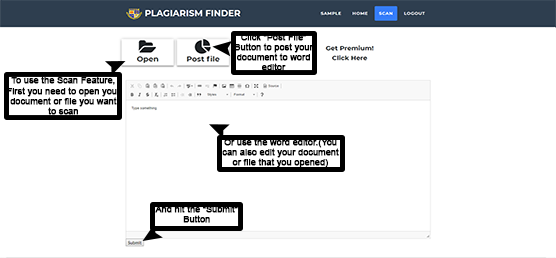 PLAGIARISM FINDER
SAMPLE HOME SCAN LOGOUT
Open
Post file
Click "Post File"
Button to post your
document to word
editor
Get Premium!
Click Here
To use the Scan Feature,
First you need to open you
document or file you want
to scan
Source
Styles
Format
Type something
Or use the word editor.(You
can also edit your document
or file that you opened)
And hit the "Submit"
Button
Submit